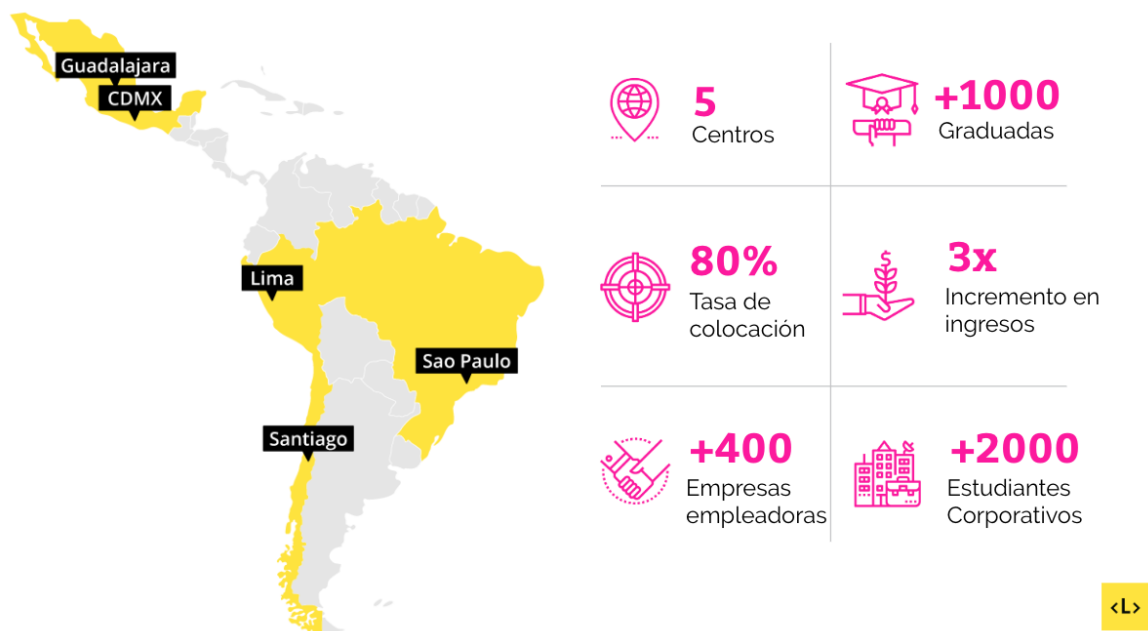 Guadalajara
CDMX
Lima
Sao Paulo
Santiago
5
Centros
+1000
Graduadas
80%
Tasa de
colocación
$
3x
Incremento en
ingresos
+400
Empresas
empleadoras
+2000
Estudiantes
Corporativos
<L>